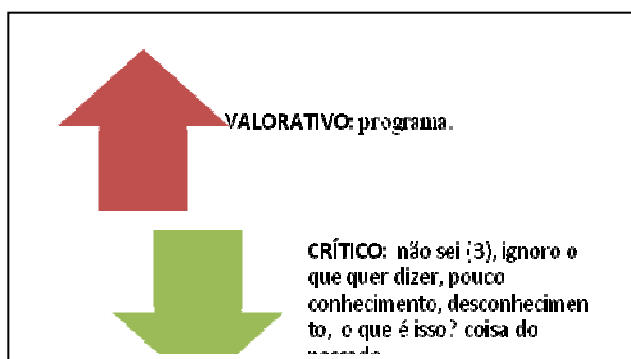 VALORATIVO: programa.
CRÍTICO: não sei (3), ignoro o
que quer dizer, pouco
conhecimento, desconhecimen
to, o que é isso? coisa do